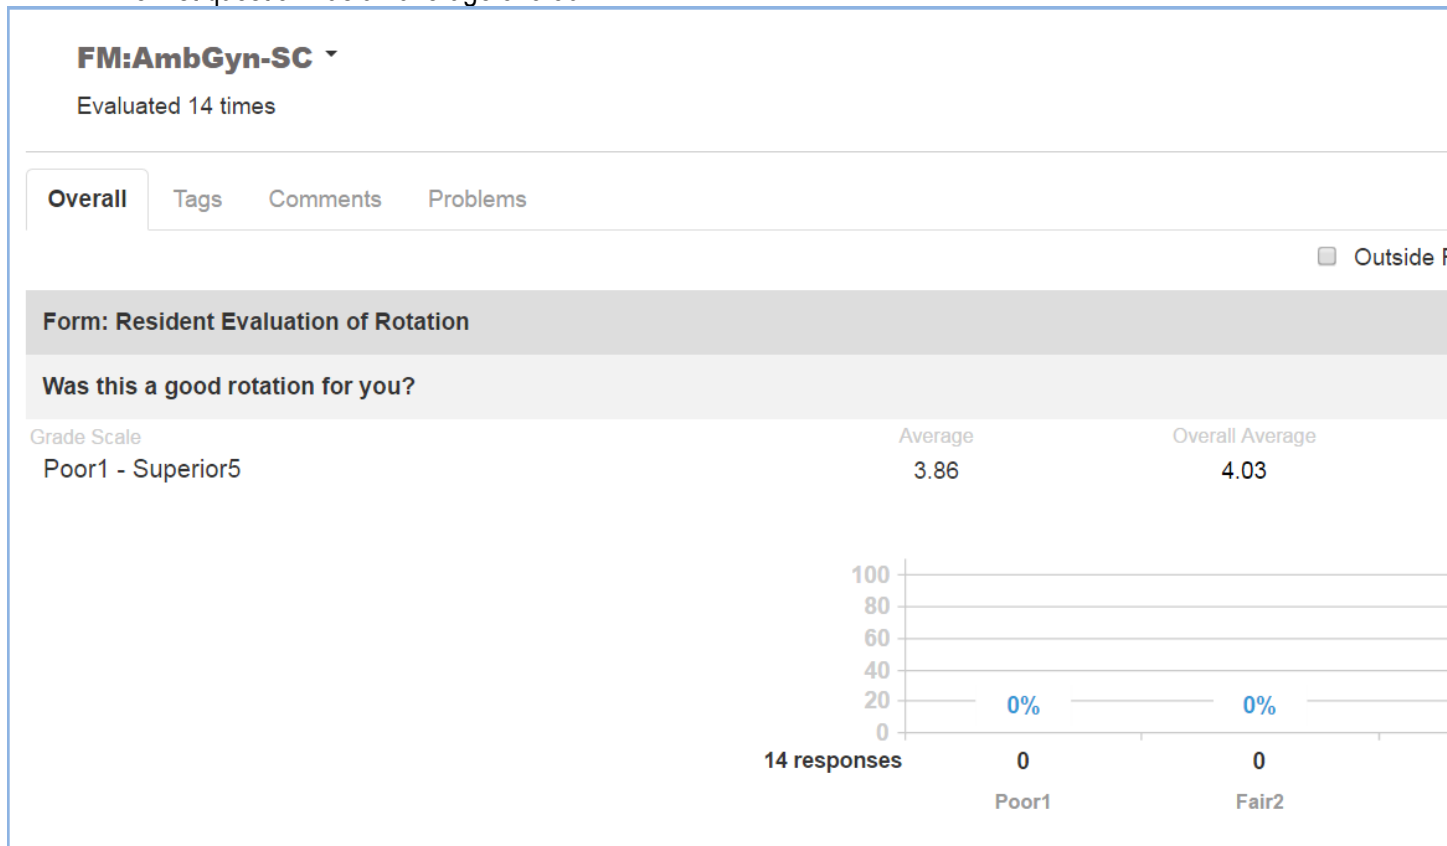 FM:AmbGyn-SC
Evaluated 14 times
Overall Tags Comments Problems
Outside
Form: Resident Evaluation of Rotation
Was this a good rotation for you?
Grade Scale Average Overall Average
Poor1 - Superior5 3.86 4.03
100
80
60
40
20 0% 0%
0
14 responses 0 0
Poor1 Fair2